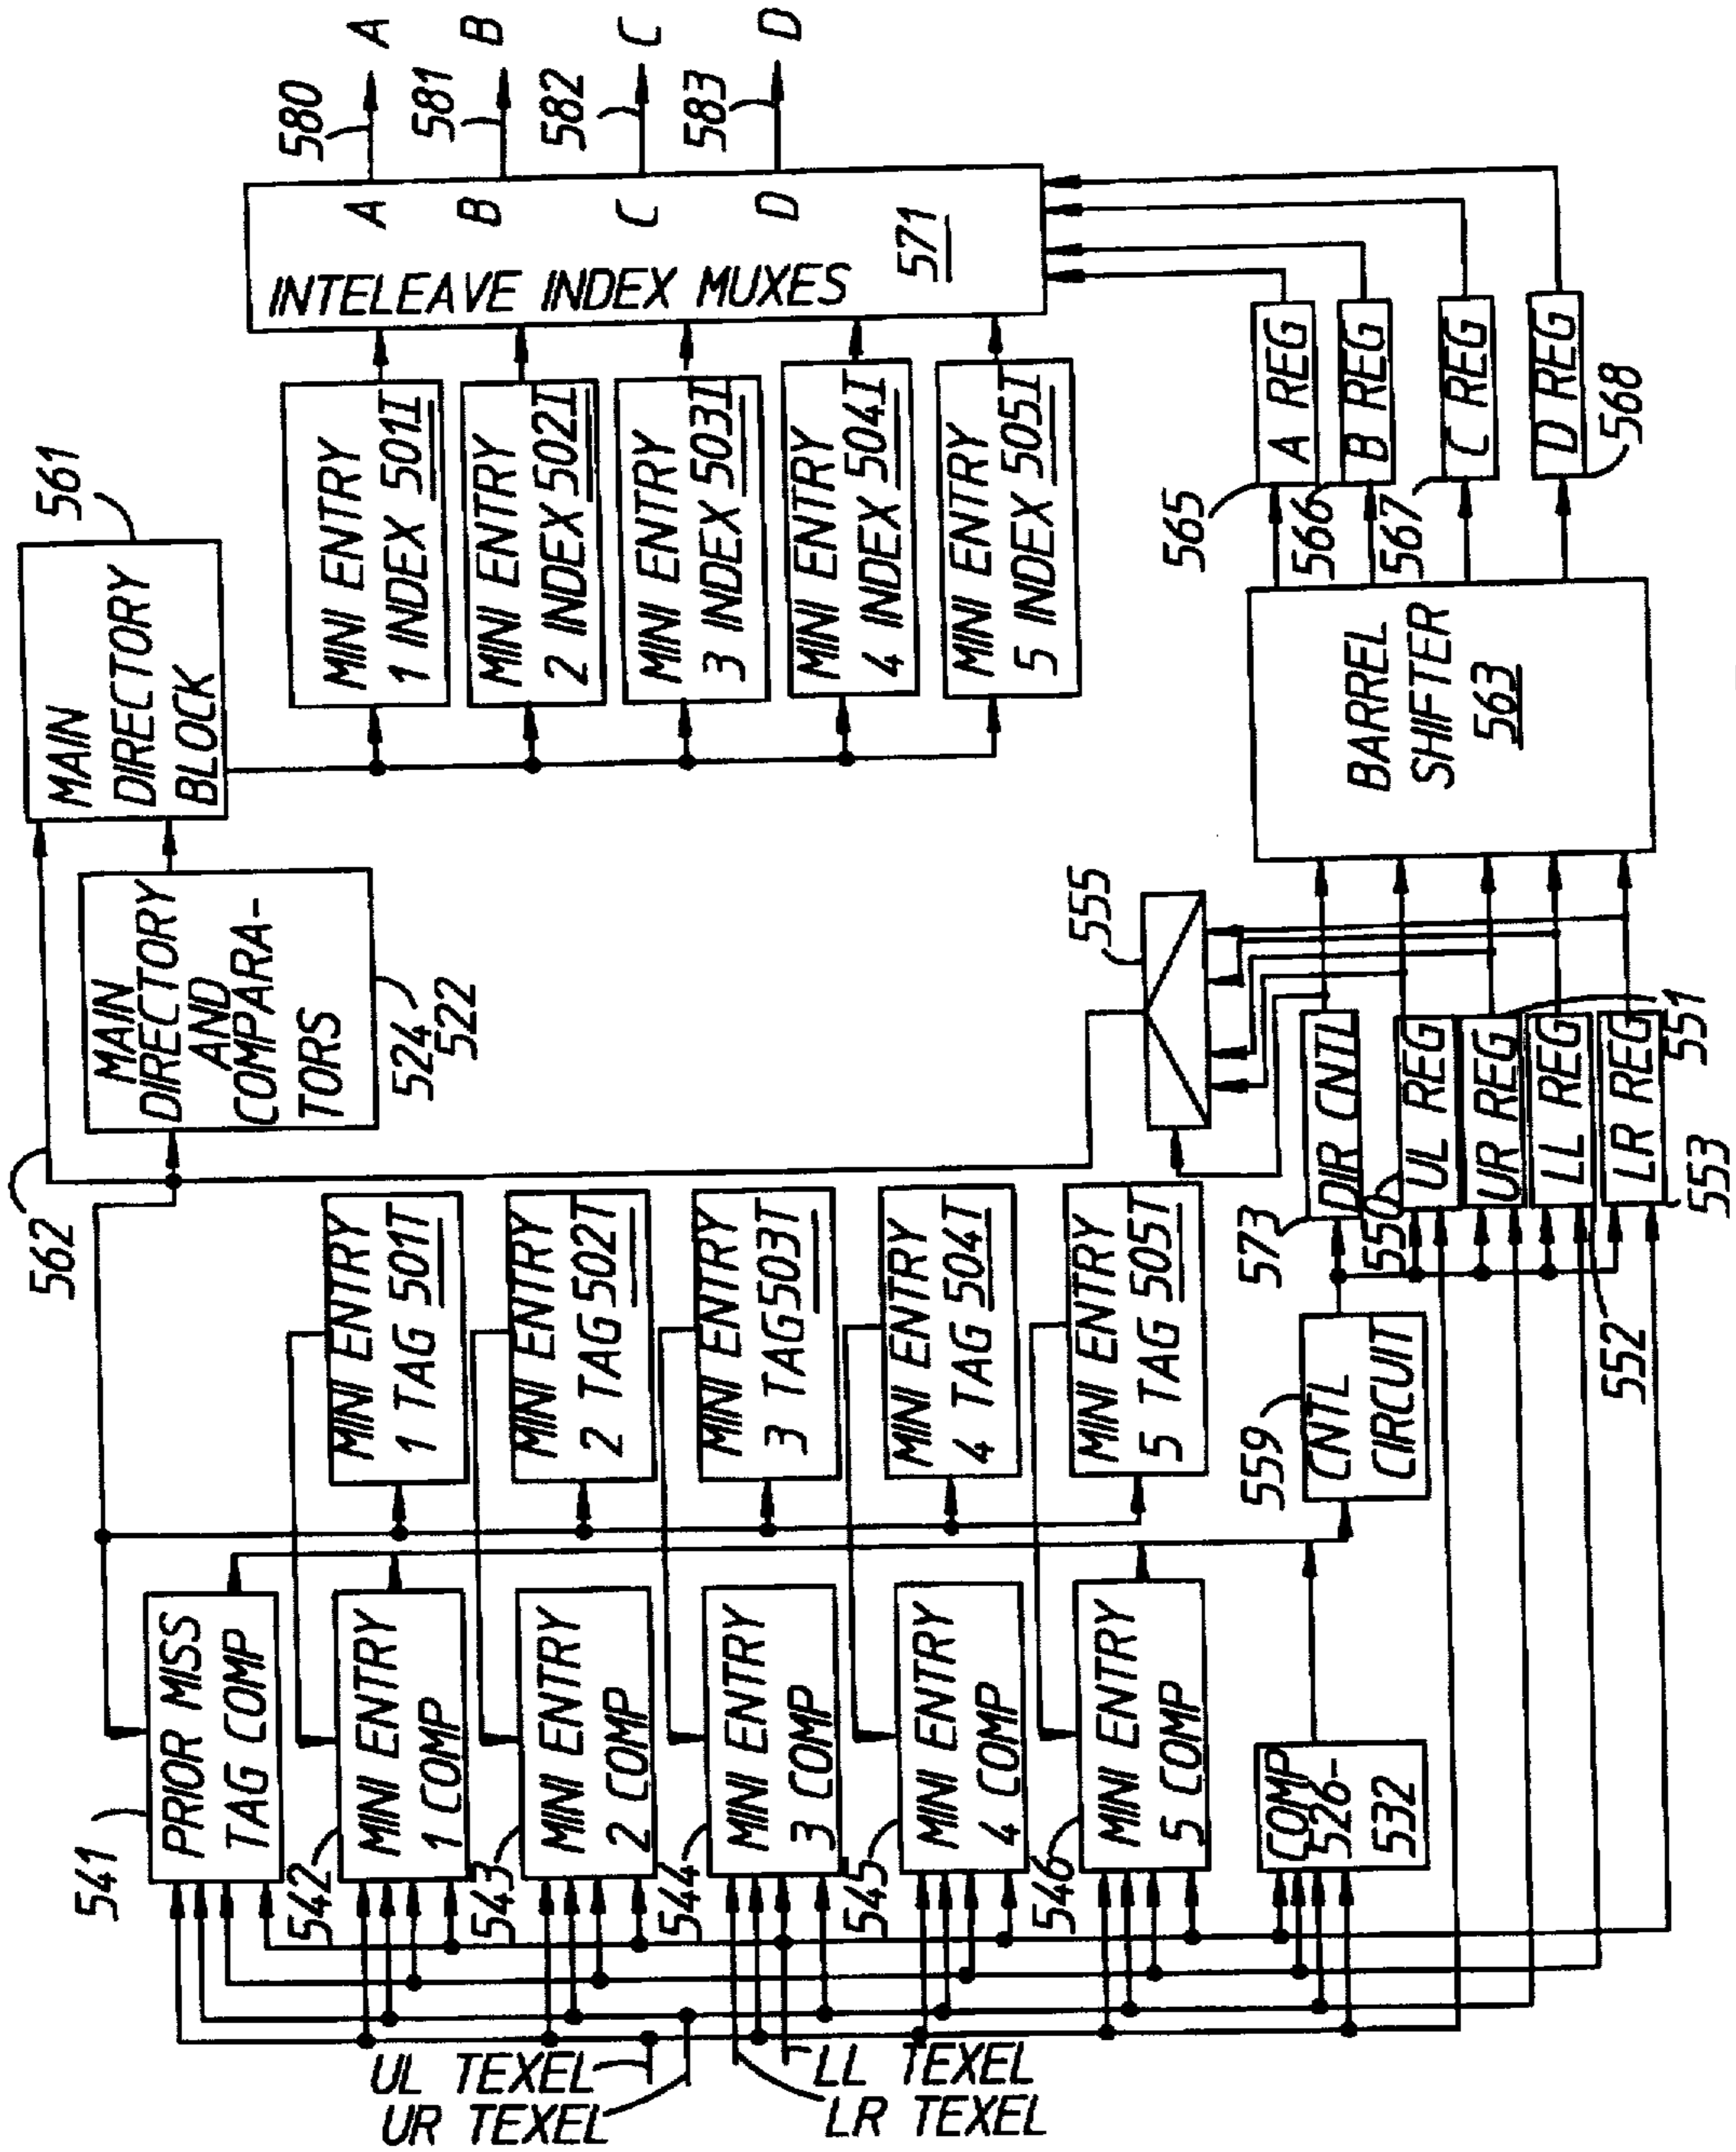 562
MAIN
DIRECTORY
AND
COMPARA-
TORS
524
522
MAIN
DIRECTORY
BLOCK
561
541
PRIOR MISS
TAG COMP
542
MINI ENTRY
1 COMP
543
MINI ENTRY
2 COMP
544
MINI ENTRY
3 COMP
545
MINI ENTRY
4 COMP
546
MINI ENTRY
5 COMP
COMP
526-
532
UL TEXEL
UR TEXEL
LL TEXEL
LR TEXEL
MINI ENTRY
1 TAG 501T
MINI ENTRY
2 TAG 502T
MINI ENTRY
3 TAG 503T
MINI ENTRY
4 TAG 504T
MINI ENTRY
5 TAG 505T
559
CNTL
CIRCUIT
555
573
DIR CNTL
550
UL REG
UR REG
551
LL REG
552
LR REG
553
MINI ENTRY
1 INDEX 501I
MINI ENTRY
2 INDEX 502I
MINI ENTRY
3 INDEX 503I
MINI ENTRY
4 INDEX 504I
MINI ENTRY
5 INDEX 505I
BARREL
SHIFTER
563
565
A REG
566
B REG
567
C REG
D REG
568
INTELEAVE INDEX MUXES
571
A
B
C
D
580
A
581
B
582
C
583
D